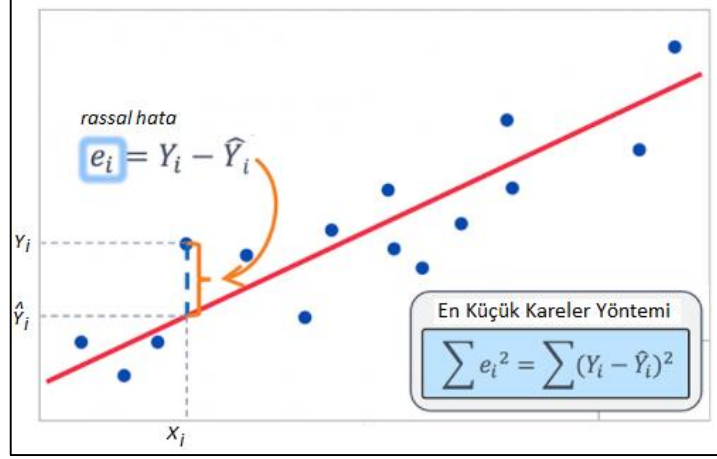 rassal hata
eᵢ = Yᵢ − Ŷᵢ
Yᵢ
Ŷᵢ
Xᵢ
En Küçük Kareler Yöntemi
∑ eᵢ² = ∑(Yᵢ − Ŷᵢ)²